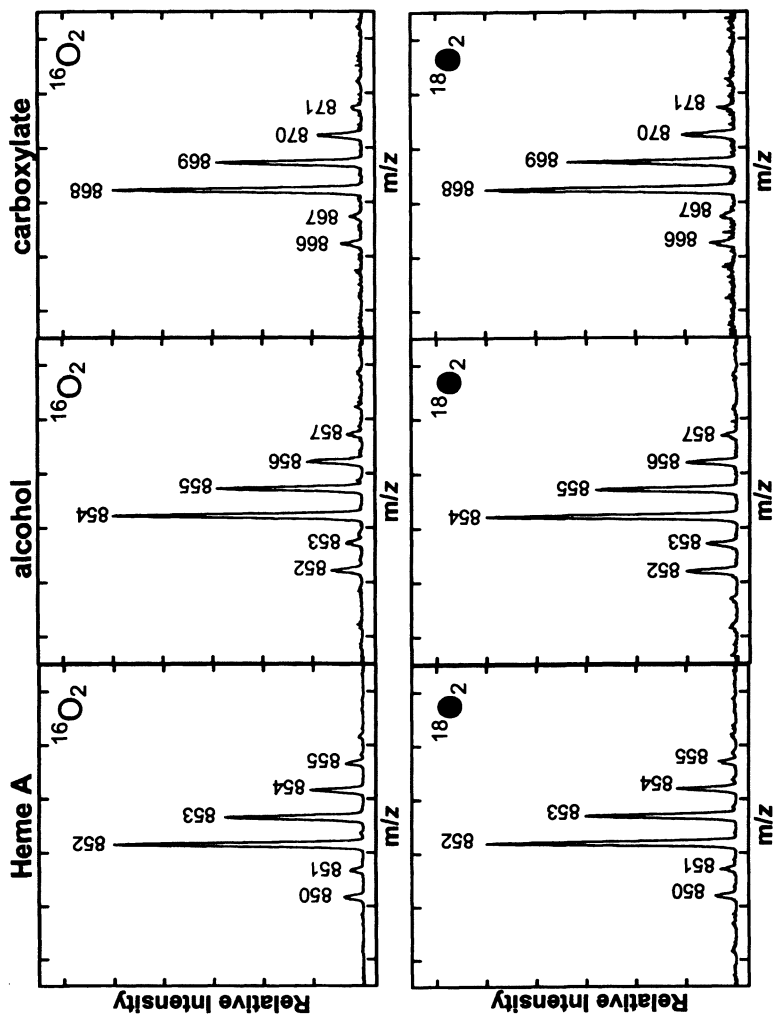 Heme A alcohol carboxylate
¹⁶O₂ ¹⁶O₂ ¹⁶O₂
Relative Intensity
850 851 852 853 854 855
852 853 854 855 856 857
866 867 868 869 870 871
m/z m/z m/z
¹⁸O₂ ¹⁸O₂ ¹⁸O₂
Relative Intensity
850 851 852 853 854 855
852 853 854 855 856 857
866 867 868 869 870 871
m/z m/z m/z